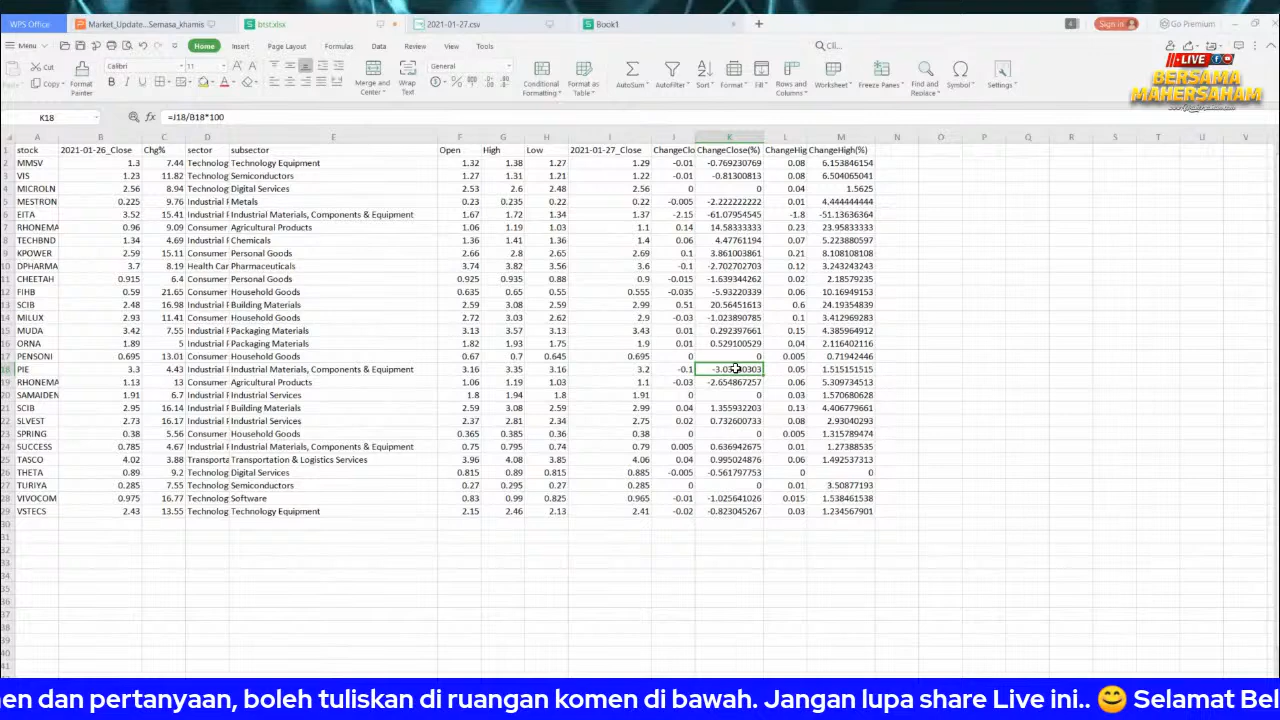 WPS Office Market_Update...Semasa_khamis btst.xlsx 2021-01-27.csv Book1 Sign in Go Premium
Menu Home Insert Page Layout Formulas Data Review View Tools
Cut Copy Format Painter Calibri 11 Merge and Center Wrap Text General Conditional Formatting Format as Table AutoSum AutoFilter Sort Format Fill Rows and Columns Worksheet Freeze Panes Find and Replace Symbol Settings
LIVE
BERSAMA
MAHERSAHAM
K18 =J18/B18*100
A B C D E F G H I J K L M N O P Q R S T U V
1 stock 2021-01-26_Close Chg% sector subsector Open High Low 2021-01-27_Close ChangeClo ChangeClose(%) ChangeHig ChangeHigh(%)
2 MMSV 1.3 7.44 Technolog Technology Equipment 1.32 1.38 1.27 1.29 -0.01 -0.769230769 0.08 6.153846154
3 VIS 1.23 11.82 Technolog Semiconductors 1.27 1.31 1.21 1.22 -0.01 -0.81300813 0.08 6.504065041
4 MICROLN 2.56 8.94 Technolog Digital Services 2.53 2.6 2.48 2.56 0 0 0.04 1.5625
5 MESTRON 0.225 9.76 Industrial F Metals 0.23 0.235 0.22 0.22 -0.005 -2.222222222 0.01 4.444444444
6 EITA 3.52 15.41 Industrial F Industrial Materials, Components & Equipment 1.67 1.72 1.34 1.37 -2.15 -61.07954545 -1.8 -51.13636364
7 RHONEMA 0.96 9.09 Consumer Agricultural Products 1.06 1.19 1.03 1.1 0.14 14.58333333 0.23 23.95833333
8 TECHBND 1.34 4.69 Industrial F Chemicals 1.36 1.41 1.36 1.4 0.06 4.47761194 0.07 5.223880597
9 KPOWER 2.59 15.11 Consumer Personal Goods 2.66 2.8 2.65 2.69 0.1 3.861003861 0.21 8.108108108
10 DPHARMA 3.7 8.19 Health Car Pharmaceuticals 3.74 3.82 3.56 3.6 -0.1 -2.702702703 0.12 3.243243243
11 CHEETAH 0.915 6.4 Consumer Personal Goods 0.925 0.935 0.88 0.9 -0.015 -1.639344262 0.02 2.18579235
12 FIHB 0.59 21.65 Consumer Household Goods 0.635 0.65 0.55 0.555 -0.035 -5.93220339 0.06 10.16949153
13 SCIB 2.48 16.98 Industrial F Building Materials 2.59 3.08 2.59 2.99 0.51 20.56451613 0.6 24.19354839
14 MILUX 2.93 11.41 Consumer Household Goods 2.72 3.03 2.62 2.9 -0.03 -1.023890785 0.1 3.412969283
15 MUDA 3.42 7.55 Industrial F Packaging Materials 3.13 3.57 3.13 3.43 0.01 0.292397661 0.15 4.385964912
16 ORNA 1.89 5 Industrial F Packaging Materials 1.82 1.93 1.75 1.9 0.01 0.529100529 0.04 2.116402116
17 PENSONI 0.695 13.01 Consumer Household Goods 0.67 0.7 0.645 0.695 0 0 0.005 0.71942446
18 PIE 3.3 4.43 Industrial F Industrial Materials, Components & Equipment 3.16 3.35 3.16 3.2 -0.1 0.05 1.515151515
19 RHONEMA 1.13 13 Consumer Agricultural Products 1.06 1.19 1.03 1.1 -0.03 -2.654867257 0.06 5.309734513
20 SAMAIDEN 1.91 6.7 Industrial F Industrial Services 1.8 1.94 1.8 1.91 0 0 0.03 1.570680628
21 SCIB 2.95 16.14 Industrial F Building Materials 2.59 3.08 2.59 2.99 0.04 1.355932203 0.13 4.406779661
22 SLVEST 2.73 16.17 Industrial F Industrial Services 2.37 2.81 2.34 2.75 0.02 0.732600733 0.08 2.93040293
23 SPRING 0.38 5.56 Consumer Household Goods 0.365 0.385 0.36 0.38 0 0 0.005 1.315789474
24 SUCCESS 0.785 4.67 Industrial F Industrial Materials, Components & Equipment 0.75 0.795 0.74 0.79 0.005 0.636942675 0.01 1.27388535
25 TASCO 4.02 3.88 Transporta Transportation & Logistics Services 3.96 4.08 3.85 4.06 0.04 0.995024876 0.06 1.492537313
26 THETA 0.89 9.2 Technolog Digital Services 0.815 0.89 0.815 0.885 -0.005 -0.561797753 0 0
27 TURIYA 0.285 7.55 Technolog Semiconductors 0.27 0.295 0.27 0.285 0 0 0.01 3.50877193
28 VIVOCOM 0.975 16.77 Technolog Software 0.83 0.99 0.825 0.965 -0.01 -1.025641026 0.015 1.538461538
29 VSTECS 2.43 13.55 Technolog Technology Equipment 2.15 2.46 2.13 2.41 -0.02 -0.823045267 0.03 1.234567901
30
31
32
33
34
35
36
37
38
39
40
41
nen dan pertanyaan, boleh tuliskan di ruangan komen di bawah. Jangan lupa share Live ini.. 😊 Selamat Bel